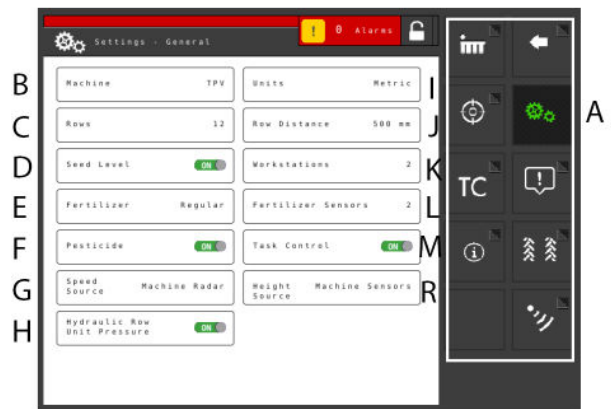 Settings - General
! 0 Alarms
B Machine TPV Units Metric I
C Rows 12 Row Distance 500 mm J
D Seed Level ON Workstations 2 K
E Fertilizer Regular Fertilizer Sensors 2 L
F Pesticide ON Task Control ON M
G Speed Source Machine Radar Height Source Machine Sensors R
H Hydraulic Row Unit Pressure ON
A
TC !
i